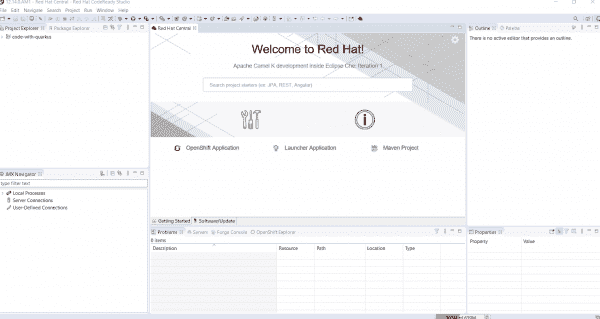 Red Hat Central - Red Hat CodeReady Studio
File Edit Navigate Search Project Run Window Help
Project Explorer
Package Explorer
Red Hat Central
Outline
Palette
code-with-quarkus
There is no active editor that provides an outline.
Welcome to Red Hat!
Apache Camel K development inside Eclipse Che: Iteration 1
Search project starters (ex: JPA, REST, Angular)
OpenShift Application
Launcher Application
Maven Project
JMX Navigator
type filter text
Local Processes
Server Connections
User-Defined Connections
Getting Started
Software/Update
Problems
Servers
Forge Console
OpenShift Explorer
Properties
0 items
Description
Resource
Path
Location
Type
Property
Value